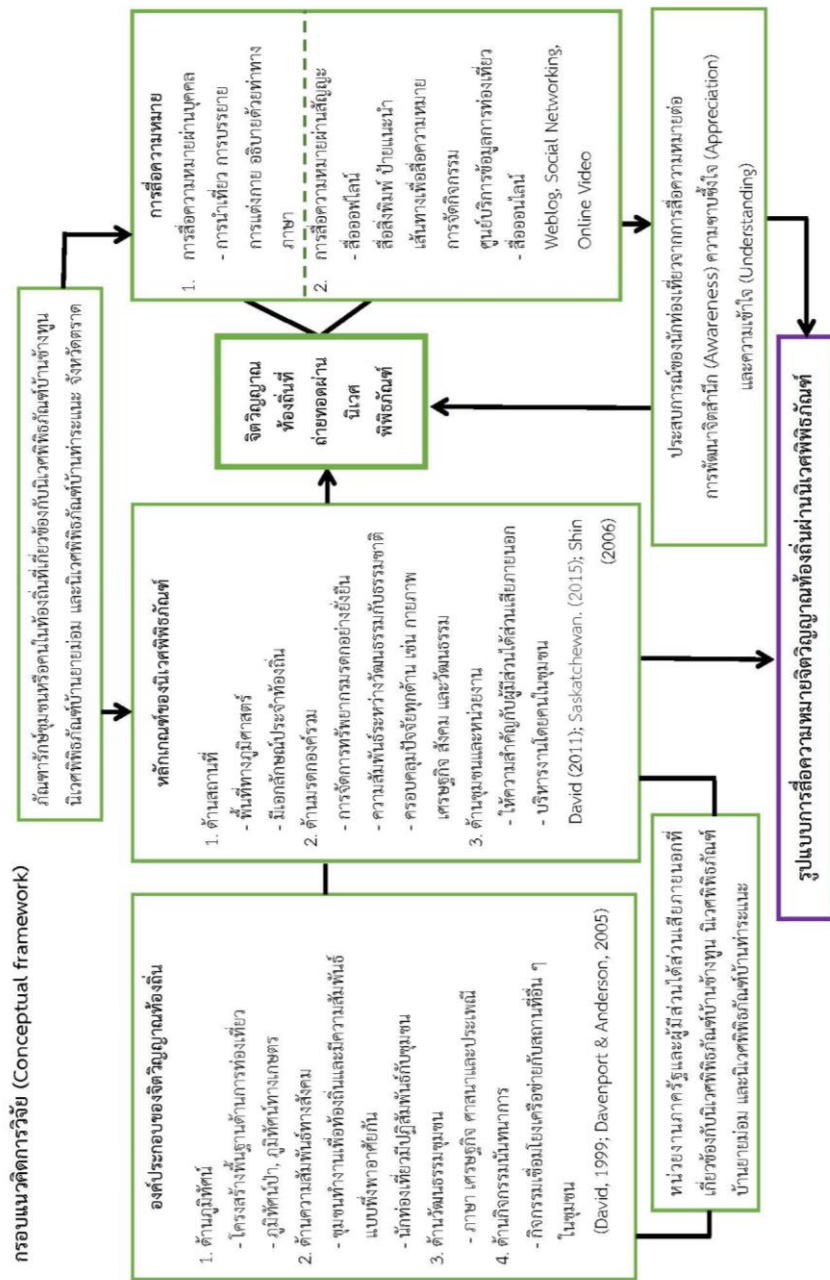 กรอบแนวคิดการวิจัย (Conceptual framework)
ภัณฑารักษ์ชุมชนหรือคนในท้องถิ่นที่เกี่ยวข้องกับนิเวศพิพิธภัณฑ์บ้านช้างทูน
นิเวศพิพิธภัณฑ์บ้านยายม่อม และนิเวศพิพิธภัณฑ์บ้านท่าระแนะ จังหวัดตราด
องค์ประกอบของจิตวิญญาณท้องถิ่น
1. ด้านภูมิทัศน์
- โครงสร้างพื้นฐานด้านการท่องเที่ยว
- ภูมิทัศน์ป่า, ภูมิทัศน์ทางเกษตร
2. ด้านความสัมพันธ์ทางสังคม
- ชุมชนทำงานเพื่อท้องถิ่นและมีความสัมพันธ์
แบบพึ่งพาอาศัยกัน
- นักท่องเที่ยวมีปฏิสัมพันธ์กับชุมชน
3. ด้านวัฒนธรรมชุมชน
- ภาษา เศรษฐกิจ ศาสนาและประเพณี
4. ด้านกิจกรรมนันทนาการ
- กิจกรรมเชื่อมโยงเครือข่ายกับสถานที่อื่น ๆ
ในชุมชน
(David, 1999; Davenport & Anderson, 2005)
หลักเกณฑ์ของนิเวศพิพิธภัณฑ์
1. ด้านสถานที่
- พื้นที่ทางภูมิศาสตร์
- มีเอกลักษณ์ประจำท้องถิ่น
2. ด้านมรดกองค์รวม
- การจัดการทรัพยากรมรดกอย่างยั่งยืน
- ความสัมพันธ์ระหว่างวัฒนธรรมกับธรรมชาติ
- ครอบคลุมปัจจัยทุกด้าน เช่น กายภาพ
เศรษฐกิจ สังคม และวัฒนธรรม
3. ด้านชุมชนและหน่วยงาน
- ให้ความสำคัญกับผู้มีส่วนได้ส่วนเสียภายนอก
- บริหารงานโดยคนในชุมชน
David (2011); Saskatchewan. (2015); Shin
(2006)
จิตวิญญาณ
ท้องถิ่นที่
ถ่ายทอดผ่าน
นิเวศ
พิพิธภัณฑ์
การสื่อความหมาย
1. การสื่อความหมายผ่านบุคคล
- การนำเที่ยว การบรรยาย
การแต่งกาย อธิบายด้วยท่าทาง
ภาษา
2. การสื่อความหมายผ่านสัญญะ
- สื่อออฟไลน์
สื่อสิ่งพิมพ์ ป้ายแนะนำ
เส้นทางเพื่อสื่อความหมาย
การจัดกิจกรรม
ศูนย์บริการข้อมูลการท่องเที่ยว
- สื่อออนไลน์
Weblog, Social Networking,
Online Video
หน่วยงานภาครัฐและผู้มีส่วนได้ส่วนเสียภายนอกที่
เกี่ยวข้องกับนิเวศพิพิธภัณฑ์บ้านช้างทูน นิเวศพิพิธภัณฑ์
บ้านยายม่อม และนิเวศพิพิธภัณฑ์บ้านท่าระแนะ
ประสบการณ์ของนักท่องเที่ยวจากการสื่อความหมายต่อ
การพัฒนาจิตสำนึก (Awareness) ความซาบซึ้งใจ (Appreciation)
และความเข้าใจ (Understanding)
รูปแบบการสื่อความหมายจิตวิญญาณท้องถิ่นผ่านนิเวศพิพิธภัณฑ์